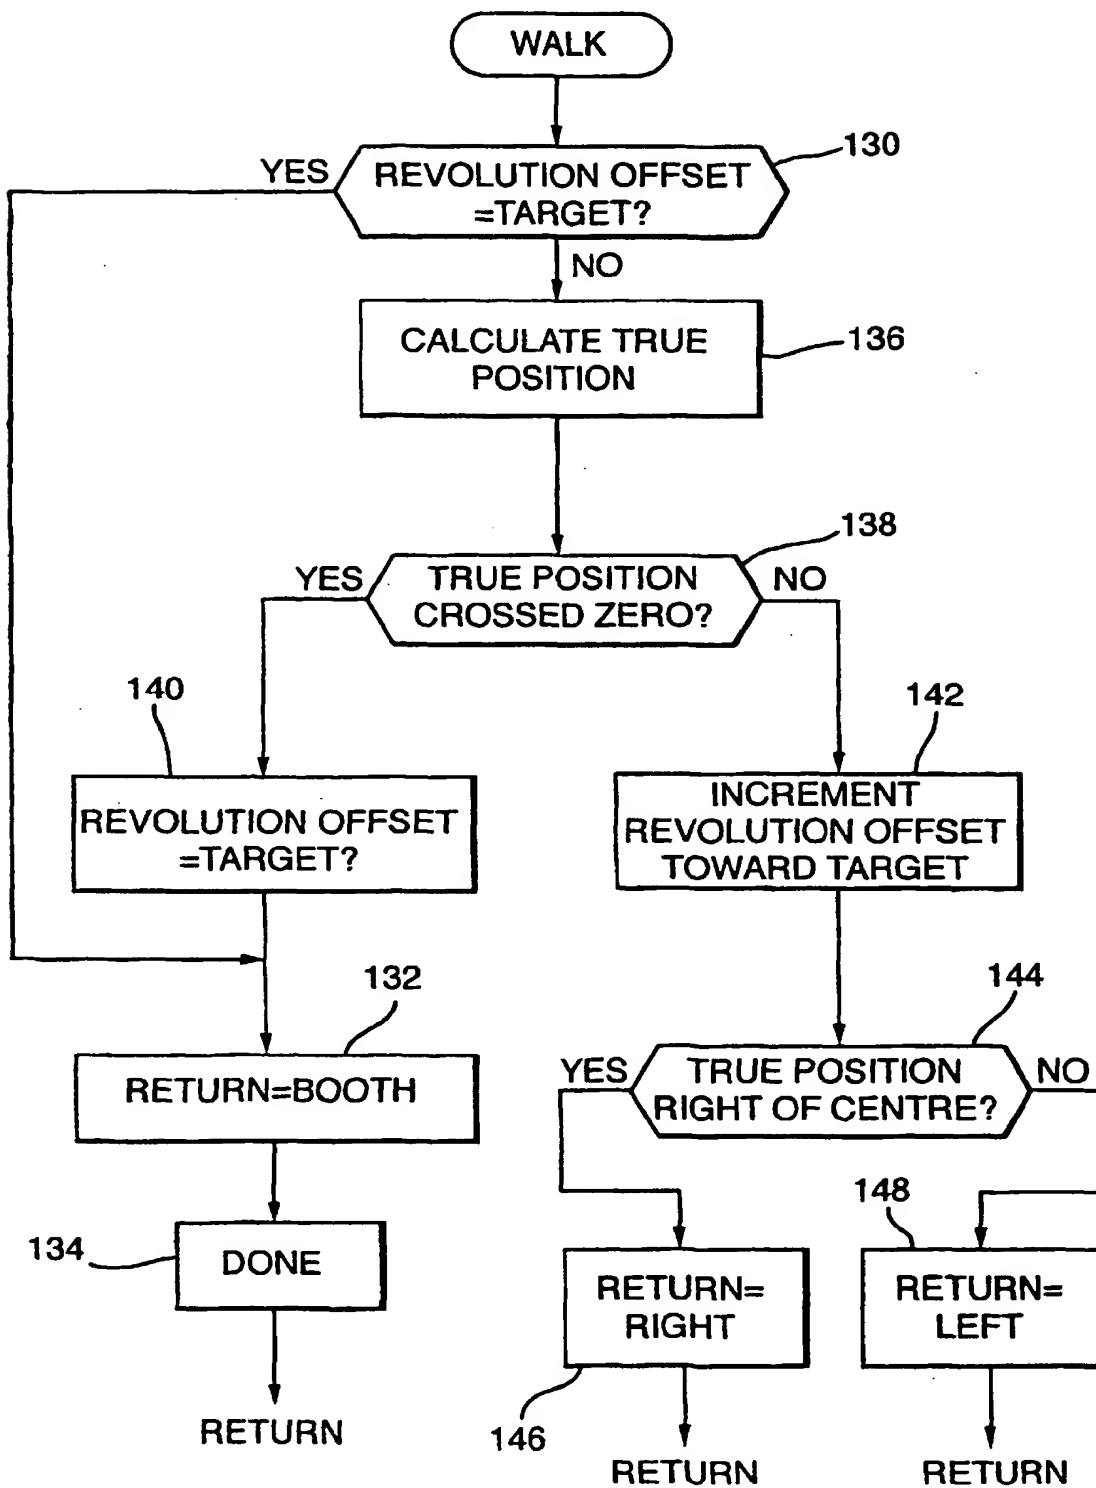 WALK
130
YES
REVOLUTION OFFSET
=TARGET?
NO
CALCULATE TRUE
POSITION
136
138
YES
TRUE POSITION
CROSSED ZERO?
NO
140
142
REVOLUTION OFFSET
=TARGET?
INCREMENT
REVOLUTION OFFSET
TOWARD TARGET
132
144
RETURN=BOOTH
YES
TRUE POSITION
RIGHT OF CENTRE?
NO
134
DONE
148
RETURN=
RIGHT
RETURN=
LEFT
RETURN
146
RETURN
RETURN